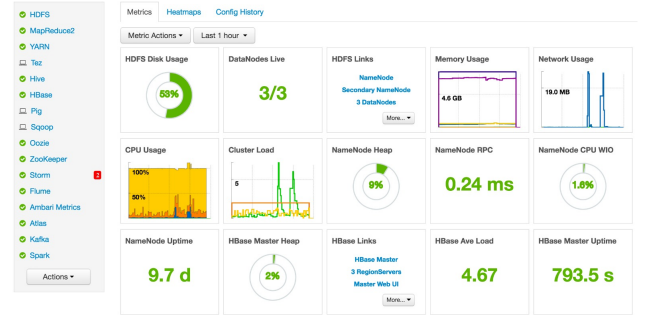 HDFS
MapReduce2
YARN
Tez
Hive
HBase
Pig
Sqoop
Oozie
ZooKeeper
Storm 2
Flume
Ambari Metrics
Atlas
Kafka
Spark
Actions
Metrics Heatmaps Config History
Metric Actions Last 1 hour
HDFS Disk Usage
53%
DataNodes Live
3/3
HDFS Links
NameNode
Secondary NameNode
3 DataNodes
More...
Memory Usage
4.6 GB
Network Usage
19.0 MB
CPU Usage
100%
50%
Cluster Load
5
NameNode Heap
9%
NameNode RPC
0.24 ms
NameNode CPU WIO
1.6%
NameNode Uptime
9.7 d
HBase Master Heap
2%
HBase Links
HBase Master
3 RegionServers
Master Web UI
More...
HBase Ave Load
4.67
HBase Master Uptime
793.5 s